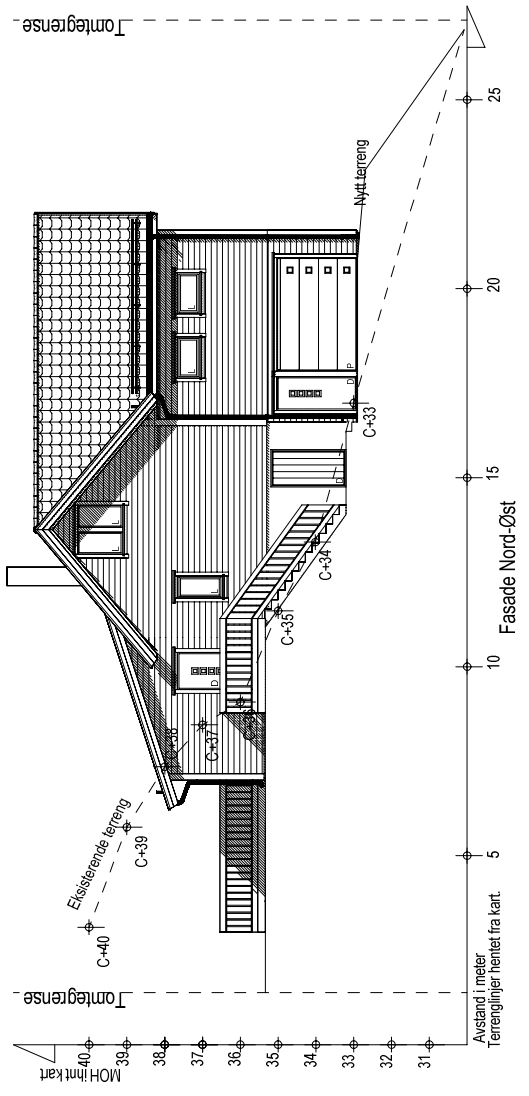 Tomtegrense
Tomtegrense
MOH ihnt kart
40
39
38
37
36
35
34
33
32
31
Eksisterende terreng
C+40
C+39
C+38
C+37
C+36
C+35
C+34
C+33
Nytt terreng
L
L
L
L
D
D
D
P
5
10
15
20
25
Avstand i meter
Terrenglinjer hentet fra kart.
Fasade Nord-Øst